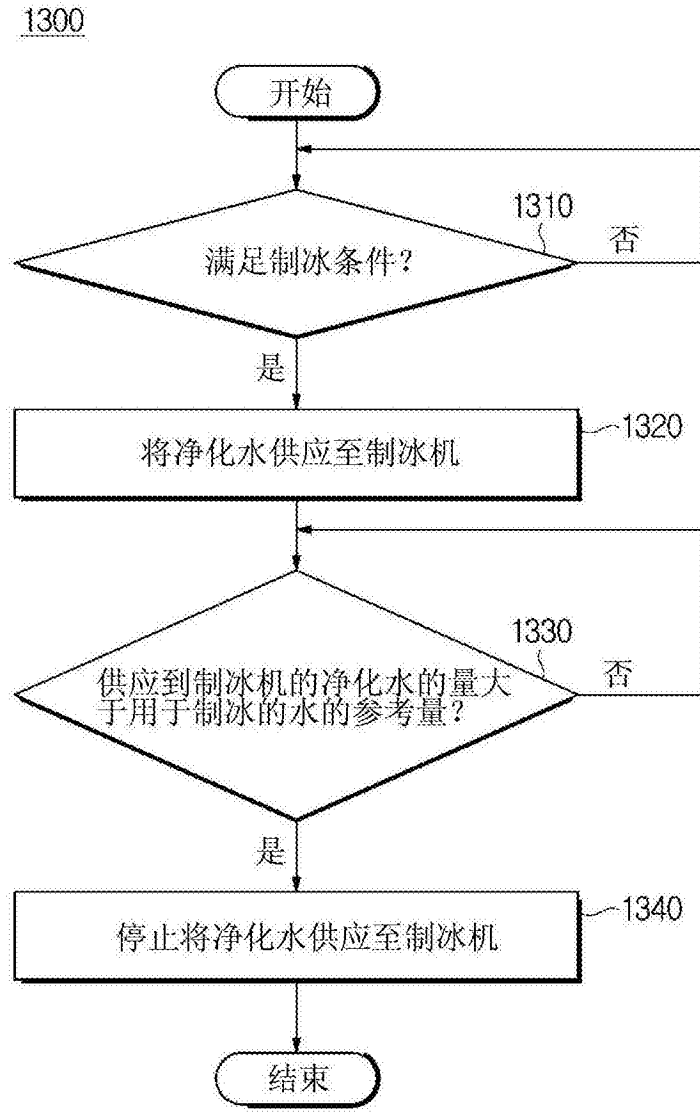 1300
开始
1310
否
满足制冰条件？
是
1320
将净化水供应至制冰机
1330
否
供应到制冰机的净化水的量大
于用于制冰的水的参考量？
是
1340
停止将净化水供应至制冰机
结束